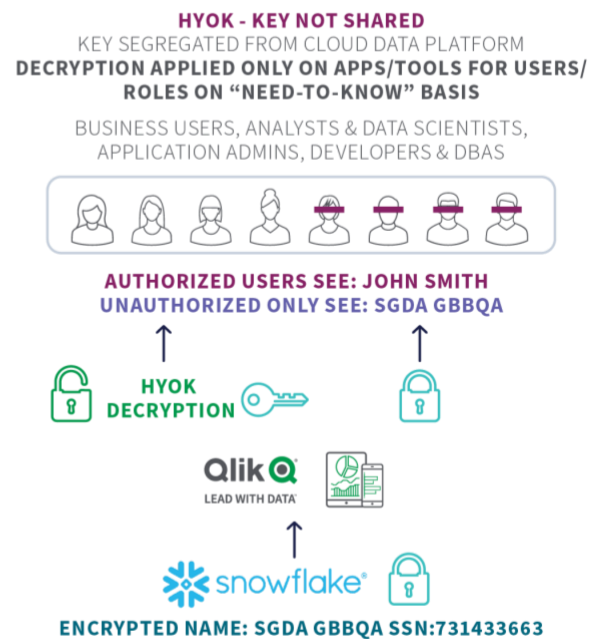 HYOK - KEY NOT SHARED
KEY SEGREGATED FROM CLOUD DATA PLATFORM
DECRYPTION APPLIED ONLY ON APPS/TOOLS FOR USERS/
ROLES ON “NEED-TO-KNOW” BASIS
BUSINESS USERS, ANALYSTS & DATA SCIENTISTS,
APPLICATION ADMINS, DEVELOPERS & DBAS
AUTHORIZED USERS SEE: JOHN SMITH
UNAUTHORIZED ONLY SEE: SGDA GBBQA
HYOK
DECRYPTION
Qlik Q
LEAD WITH DATA
snowflake®
ENCRYPTED NAME: SGDA GBBQA SSN:731433663